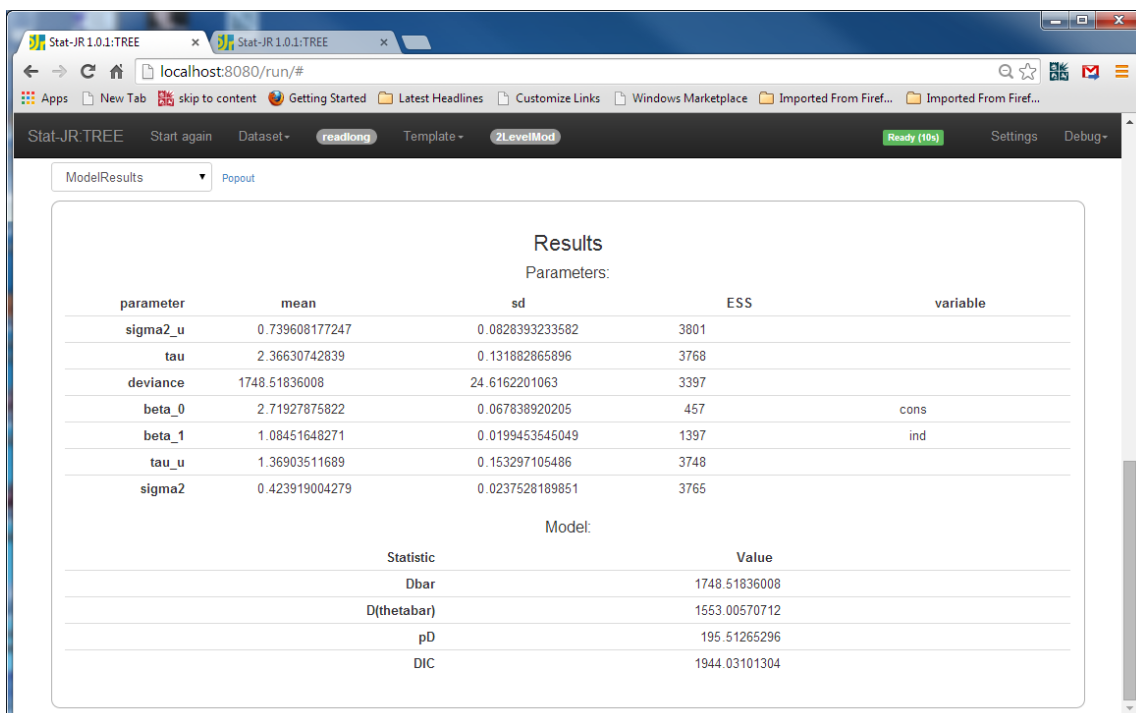 Stat-JR 1.0.1:TREE × Stat-JR 1.0.1:TREE ×
localhost:8080/run/#
Apps New Tab skip to content Getting Started Latest Headlines Customize Links Windows Marketplace Imported From Firef... Imported From Firef...
Stat-JR:TREE Start again Dataset readlong Template 2LevelMod Ready (10s) Settings Debug
ModelResults Popout
Results
Parameters:
parameter mean sd ESS variable
sigma2_u 0.739608177247 0.0828393233582 3801
tau 2.36630742839 0.131882865896 3768
deviance 1748.51836008 24.6162201063 3397
beta_0 2.71927875822 0.067838920205 457 cons
beta_1 1.08451648271 0.0199453545049 1397 ind
tau_u 1.36903511689 0.153297105486 3748
sigma2 0.423919004279 0.0237528189851 3765
Model:
Statistic Value
Dbar 1748.51836008
D(thetabar) 1553.00570712
pD 195.51265296
DIC 1944.03101304